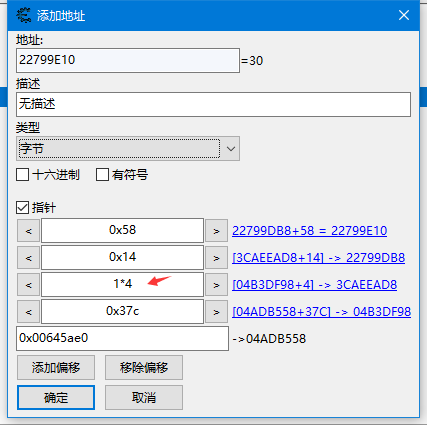 添加地址
地址:
22799E10 =30
描述
无描述
类型
字节
十六进制 有符号
指针
< 0x58 > 22799DB8+58 = 22799E10
< 0x14 > [3CAEEAD8+14] -> 22799DB8
< 1*4 > [04B3DF98+4] -> 3CAEEAD8
< 0x37c > [04ADB558+37C] -> 04B3DF98
0x00645ae0 ->04ADB558
添加偏移 移除偏移
确定 取消